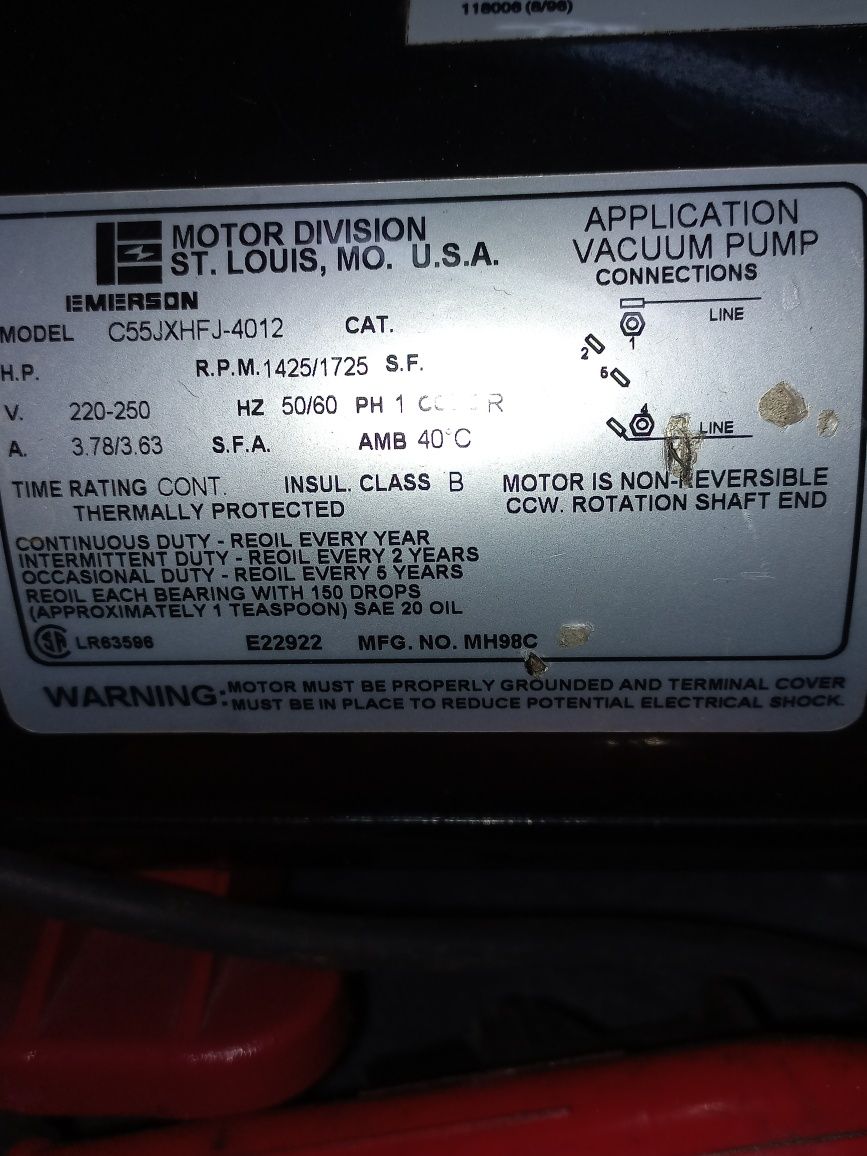 118006 (8/96)
MOTOR DIVISION
ST. LOUIS, MO. U.S.A.
EMERSON
APPLICATION
VACUUM PUMP
CONNECTIONS
LINE
1
2
5
4
LINE
MODEL C55JXHFJ-4012 CAT.
H.P. R.P.M. 1425/1725 S.F.
V. 220-250 HZ 50/60 PH 1
A. 3.78/3.63 S.F.A. AMB 40°C
TIME RATING CONT. INSUL. CLASS B
THERMALLY PROTECTED
MOTOR IS NON-REVERSIBLE
CCW. ROTATION SHAFT END
CONTINUOUS DUTY - REOIL EVERY YEAR
INTERMITTENT DUTY - REOIL EVERY 2 YEARS
OCCASIONAL DUTY - REOIL EVERY 5 YEARS
REOIL EACH BEARING WITH 150 DROPS
(APPROXIMATELY 1 TEASPOON) SAE 20 OIL
SA LR63596 E22922 MFG. NO. MH98C
WARNING: MOTOR MUST BE PROPERLY GROUNDED AND TERMINAL COVER
MUST BE IN PLACE TO REDUCE POTENTIAL ELECTRICAL SHOCK.